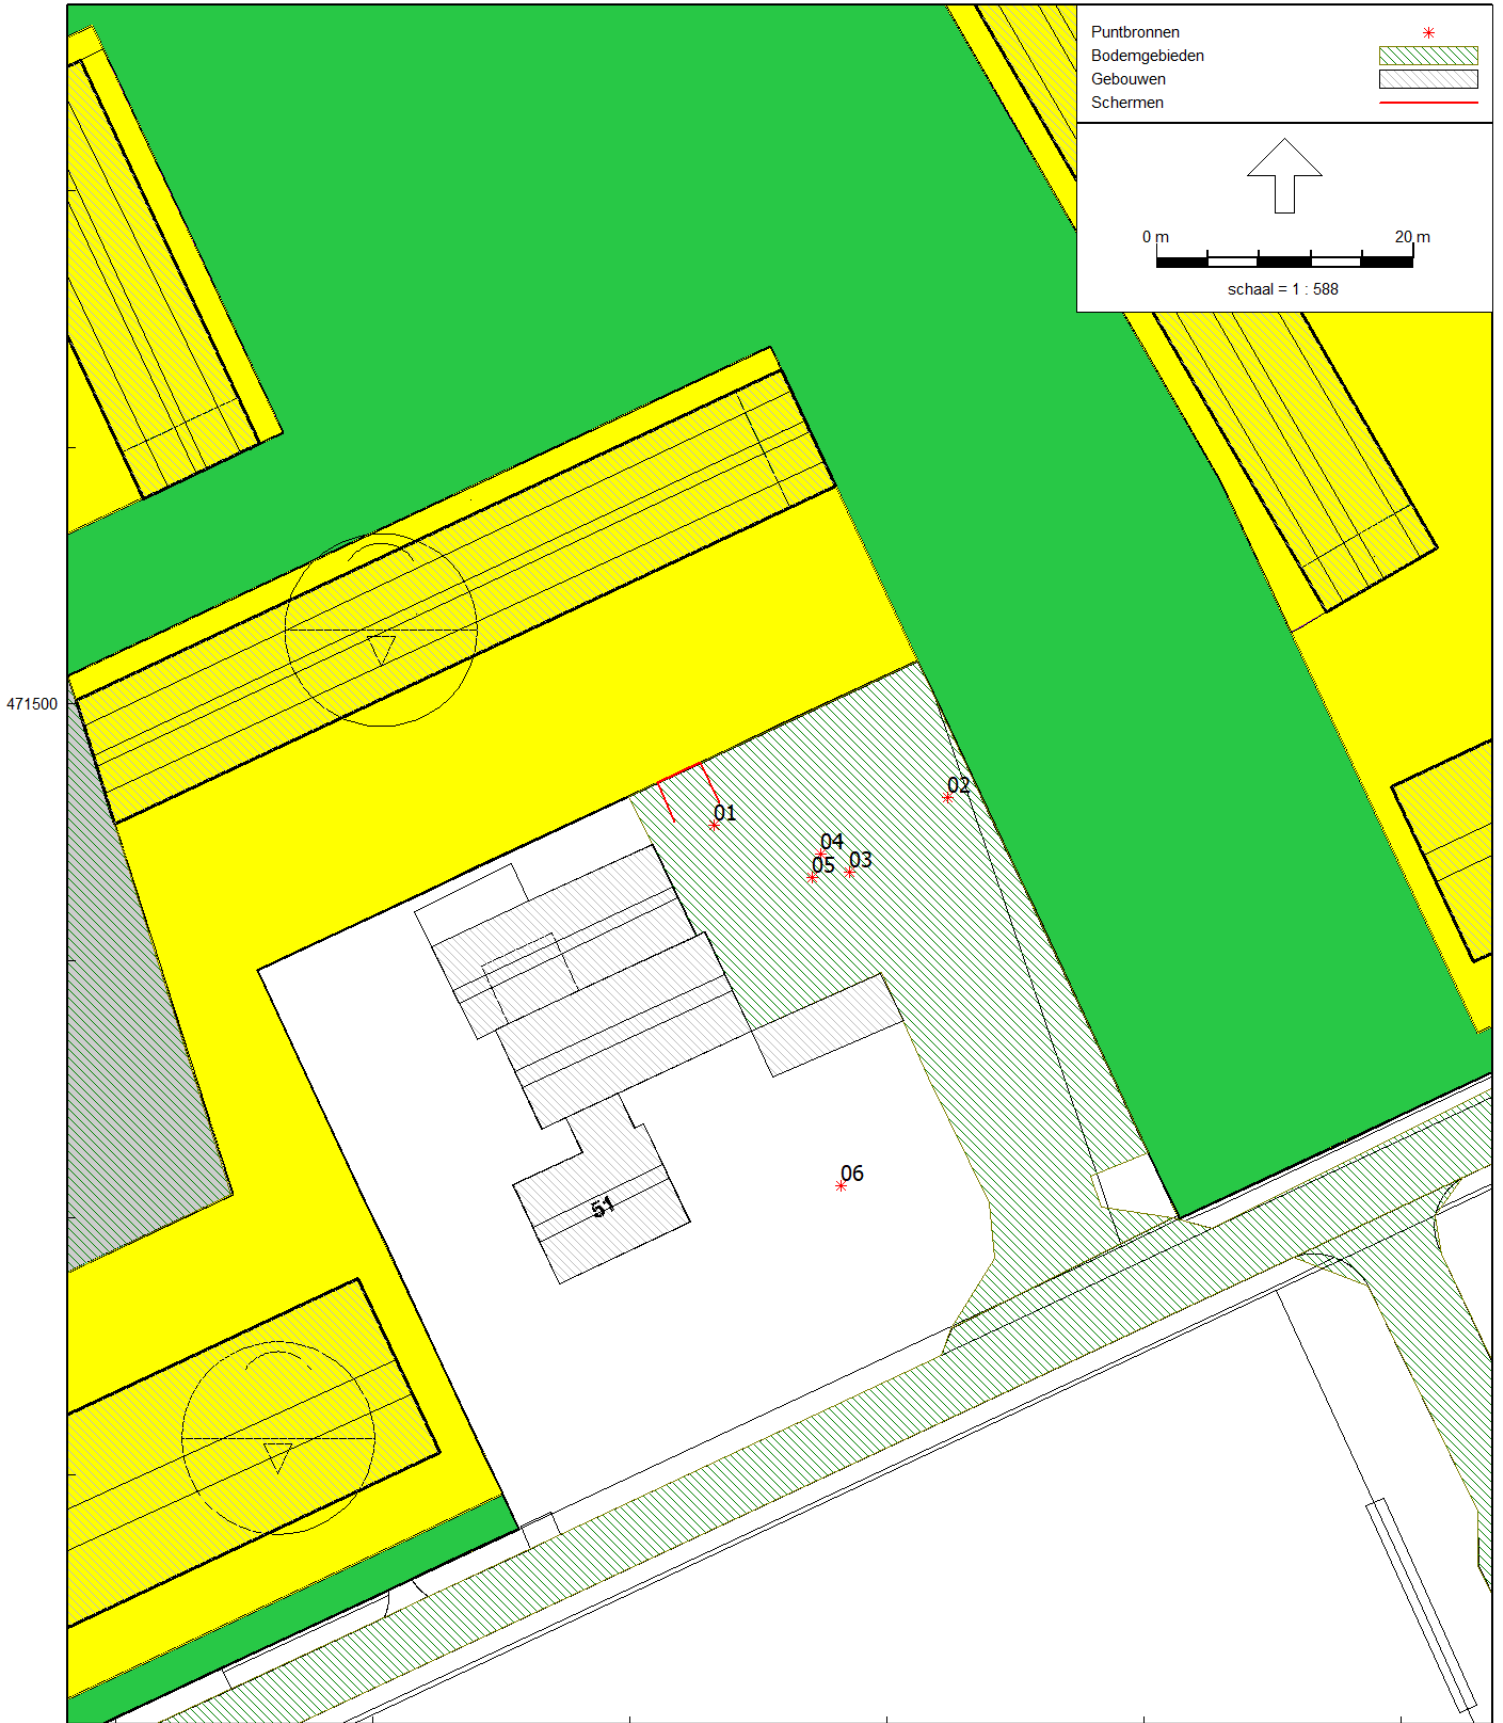 Puntbronnen
Bodemgebieden
Gebouwen
Schermen
0 m 20 m
schaal = 1 : 588
471500
02
01
04
05 03
06
51